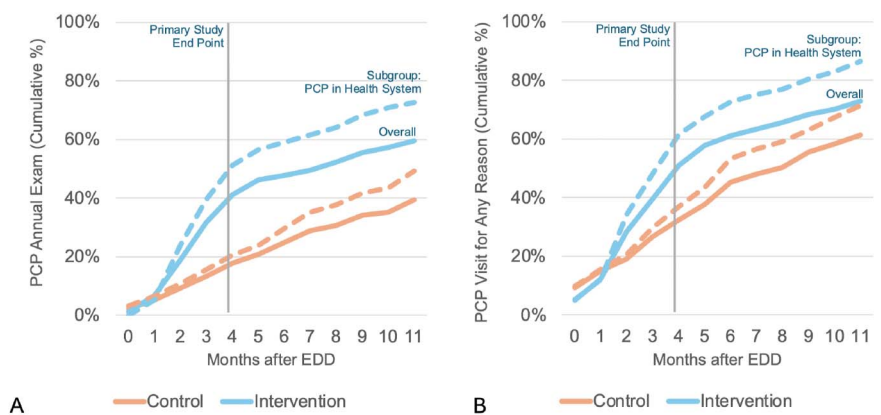 100%
80%
60%
40%
20%
0%
PCP Annual Exam (Cumulative %)
Primary Study
End Point
Subgroup:
PCP in Health System
Overall
0 1 2 3 4 5 6 7 8 9 10 11
Months after EDD
A
Control Intervention
100%
80%
60%
40%
20%
0%
PCP Visit for Any Reason (Cumulative %)
Primary Study
End Point
Subgroup:
PCP in Health System
Overall
0 1 2 3 4 5 6 7 8 9 10 11
Months after EDD
B
Control Intervention